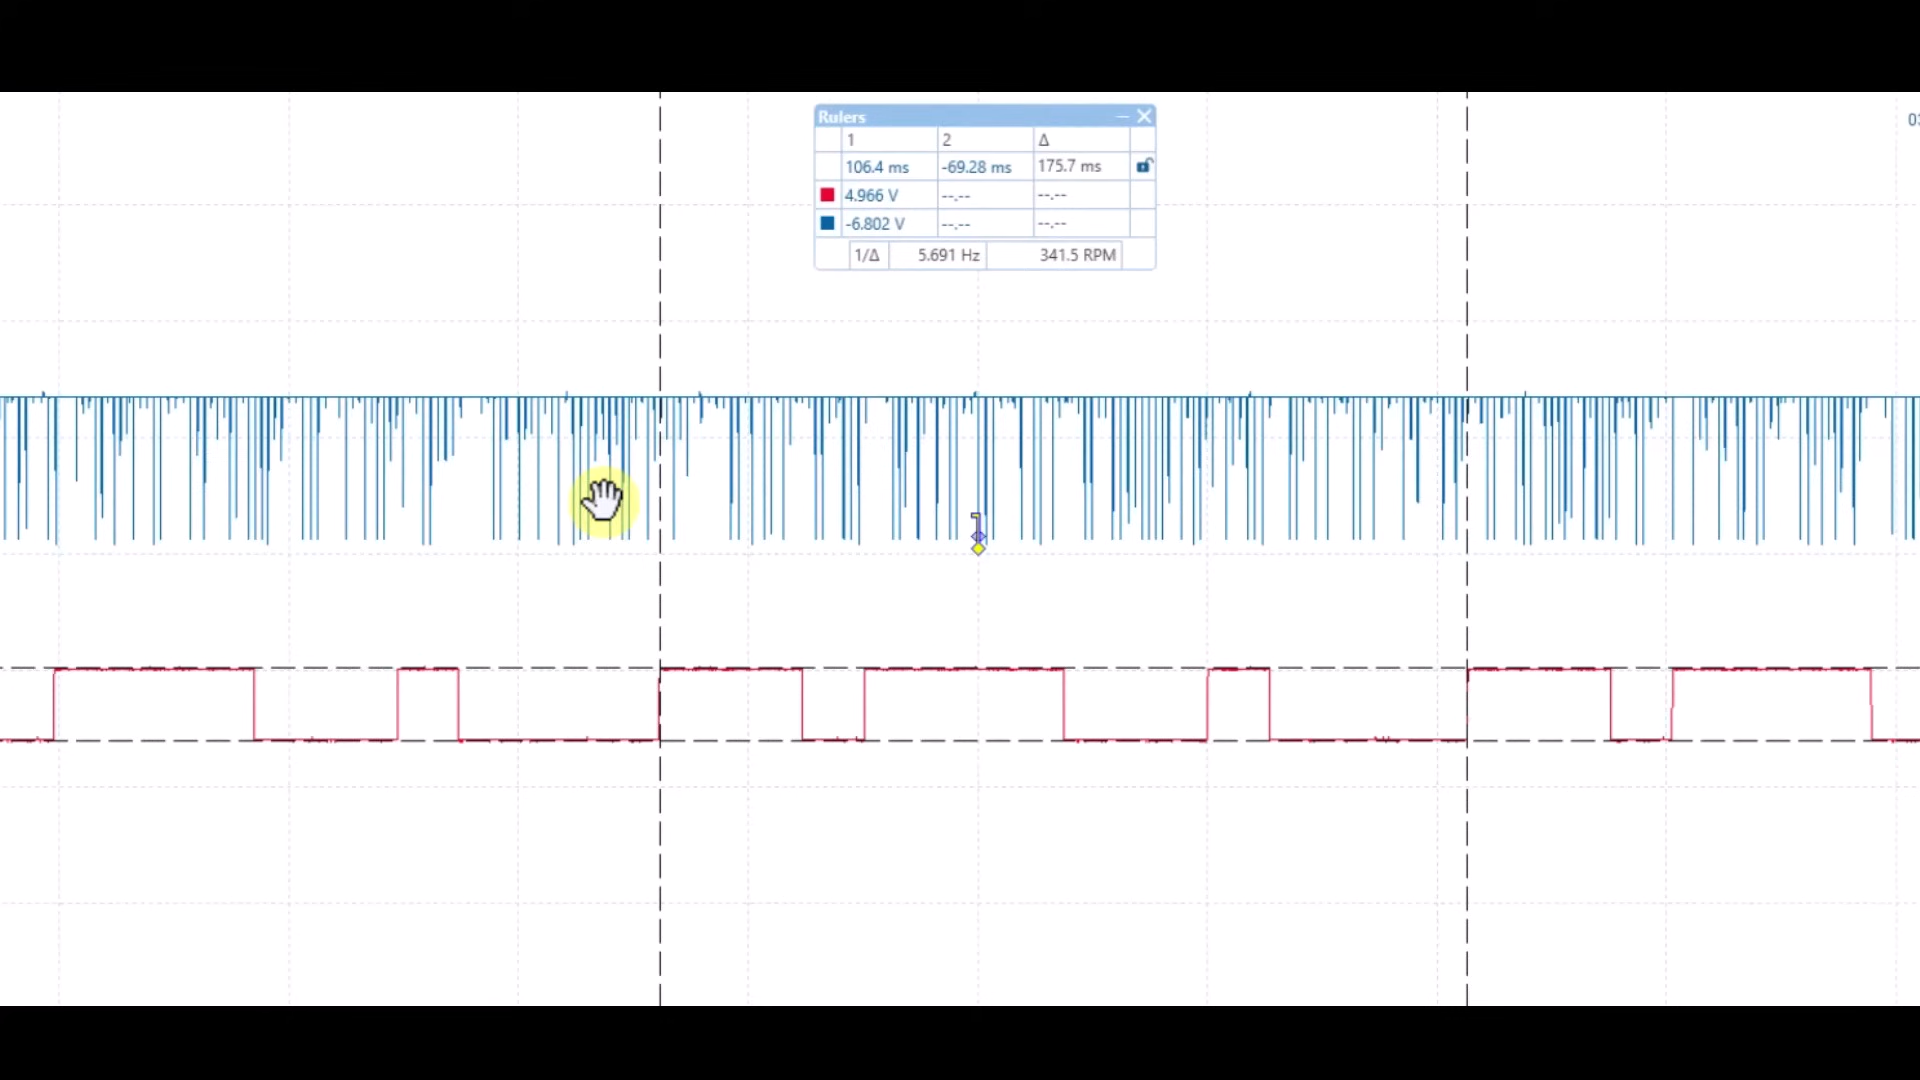 Rulers
1 2 Δ
106.4 ms -69.28 ms 175.7 ms
4.966 V --.-- --.--
-6.802 V --.-- --.--
1/Δ 5.691 Hz 341.5 RPM
03